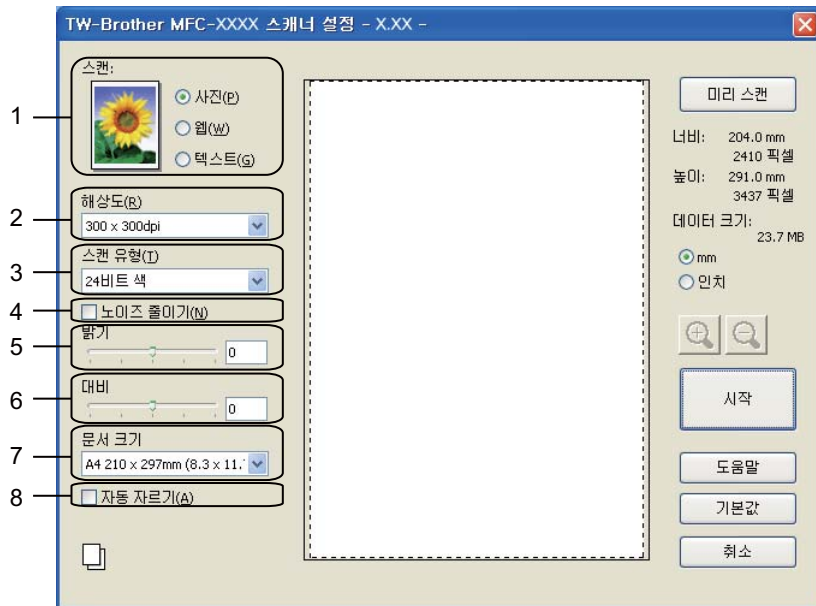 TW-Brother MFC-XXXX 스캐너 설정 - X.XX -
1
스캔:
사진(P)
웹(W)
텍스트(G)
2
해상도(R)
300 x 300dpi
3
스캔 유형(T)
24비트 색
4
노이즈 줄이기(N)
5
밝기
0
6
대비
0
7
문서 크기
A4 210 x 297mm (8.3 x 11.
8
자동 자르기(A)
미리 스캔
너비: 204.0 mm
2410 픽셀
높이: 291.0 mm
3437 픽셀
데이터 크기:
23.7 MB
mm
인치
시작
도움말
기본값
취소